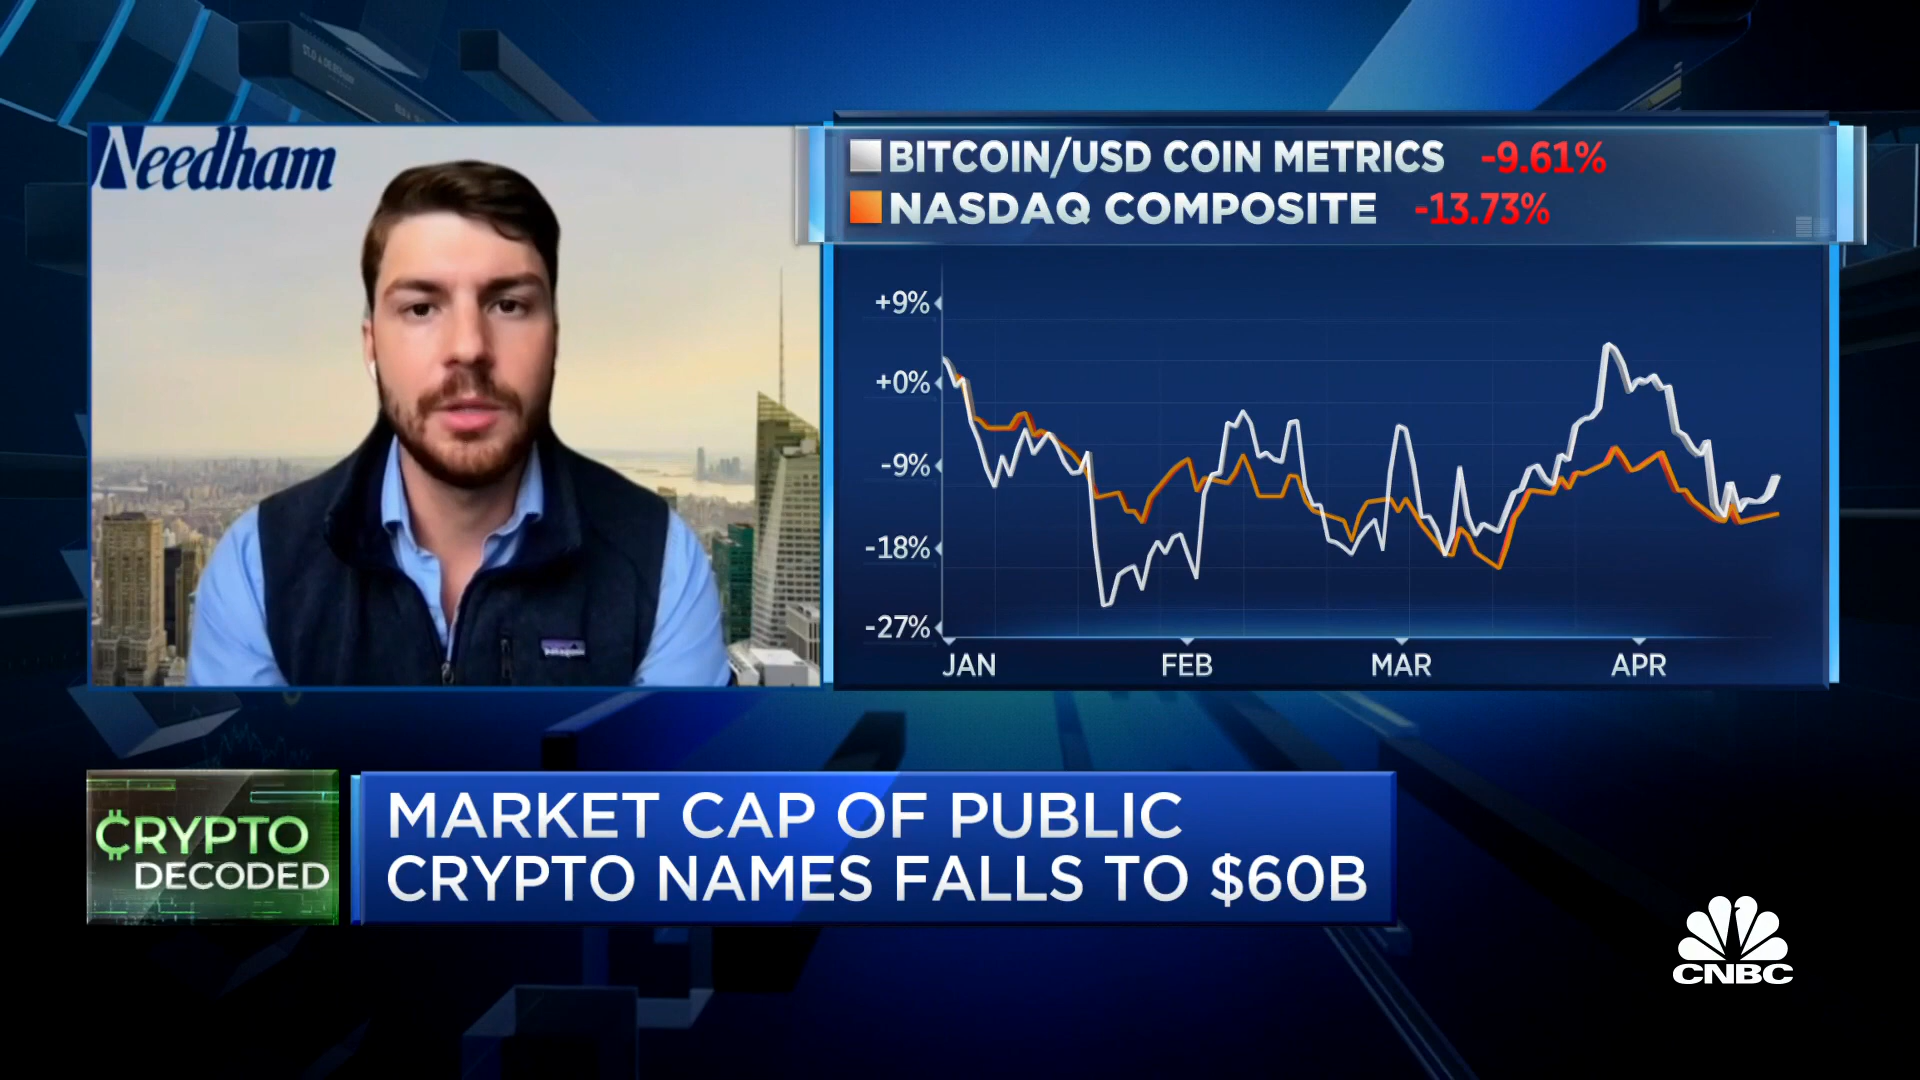 Needham
BITCOIN/USD COIN METRICS -9.61%
NASDAQ COMPOSITE -13.73%
+9%
+0%
-9%
-18%
-27%
JAN FEB MAR APR
patagonia
CRYPTO
DECODED
MARKET CAP OF PUBLIC
CRYPTO NAMES FALLS TO $60B
CNBC